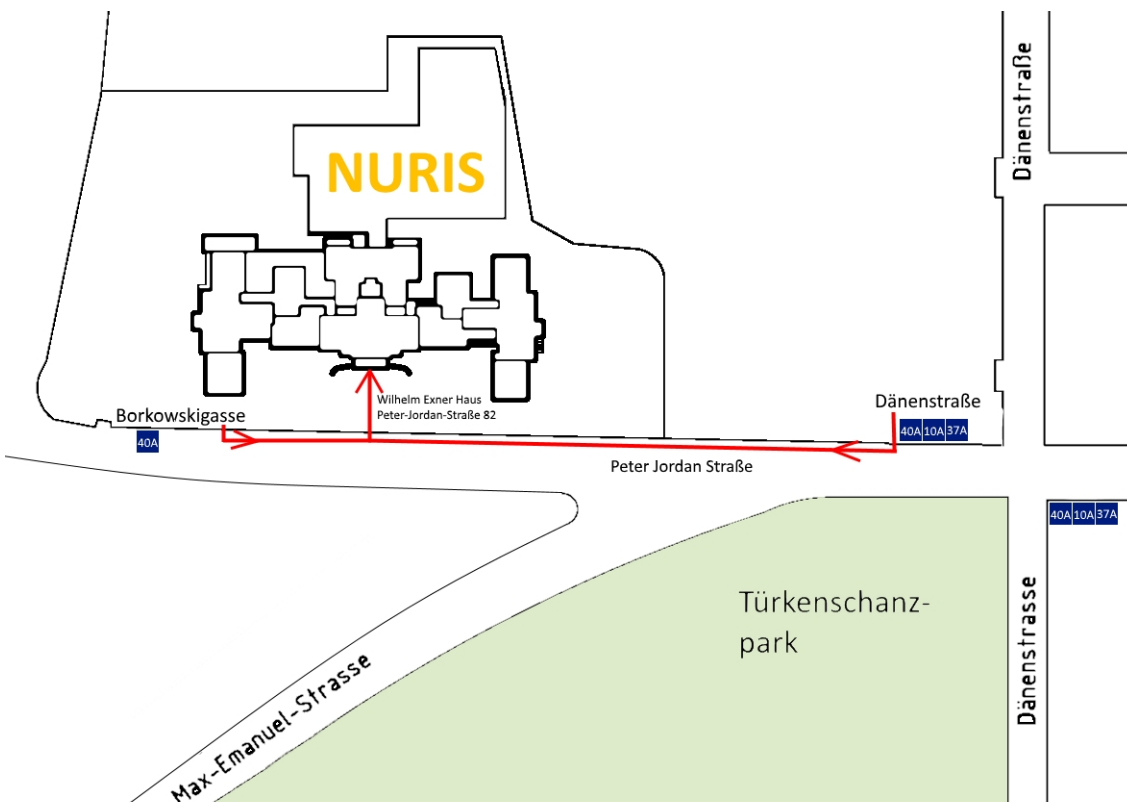 Dänenstraße
NURIS
Wilhelm Exner Haus
Peter-Jordan-Straße 82
Borkowskigasse
Dänenstraße
40A
40A 10A 37A
Peter Jordan Straße
40A 10A 37A
Türkenschanz-
park
Dänenstrasse
Max-Emanuel-Strasse